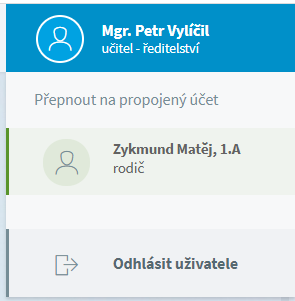 Mgr. Petr Vylíčil
učitel - ředitelství
Přepnout na propojený účet
Zykmund Matěj, 1.A
rodič
Odhlásit uživatele